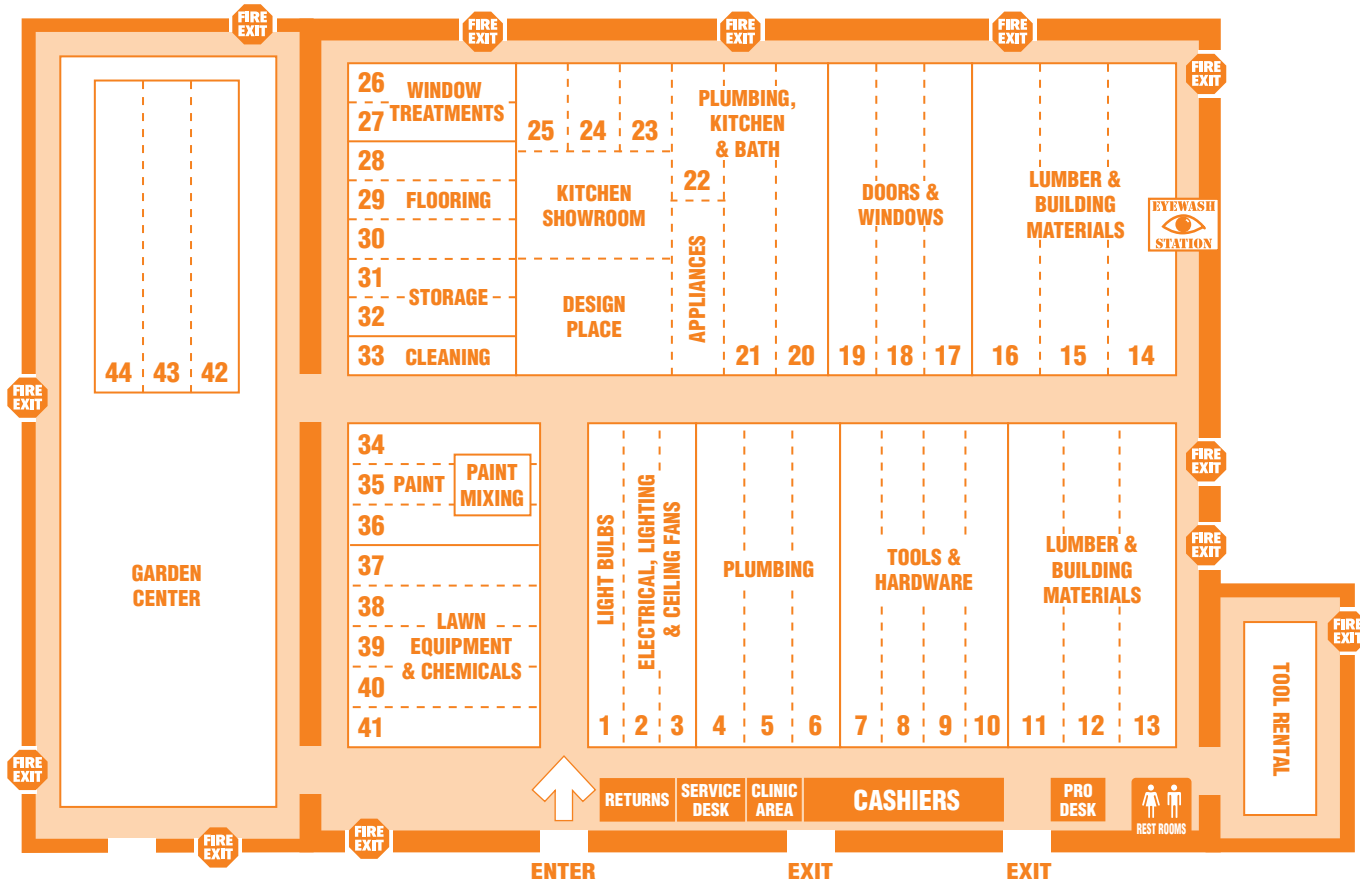 FIRE
EXIT
FIRE
EXIT
FIRE
EXIT
FIRE
EXIT
FIRE
EXIT
26
WINDOW
TREATMENTS
27
28
29
FLOORING
30
31
STORAGE
32
33
CLEANING
25
24
23
KITCHEN
SHOWROOM
DESIGN
PLACE
PLUMBING,
KITCHEN
& BATH
22
APPLIANCES
21
20
DOORS &
WINDOWS
19
18
17
LUMBER &
BUILDING
MATERIALS
16
15
14
EYEWASH
STATION
44
43
42
GARDEN
CENTER
FIRE
EXIT
FIRE
EXIT
FIRE
EXIT
FIRE
EXIT
34
35
PAINT
PAINT
MIXING
36
37
38
LAWN
EQUIPMENT
& CHEMICALS
39
40
41
LIGHT BULBS
ELECTRICAL, LIGHTING
& CEILING FANS
1
2
3
PLUMBING
4
5
6
TOOLS &
HARDWARE
7
8
9
10
LUMBER &
BUILDING
MATERIALS
11
12
13
FIRE
EXIT
FIRE
EXIT
FIRE
EXIT
TOOL RENTAL
RETURNS
SERVICE
DESK
CLINIC
AREA
CASHIERS
PRO
DESK
REST ROOMS
ENTER
EXIT
EXIT